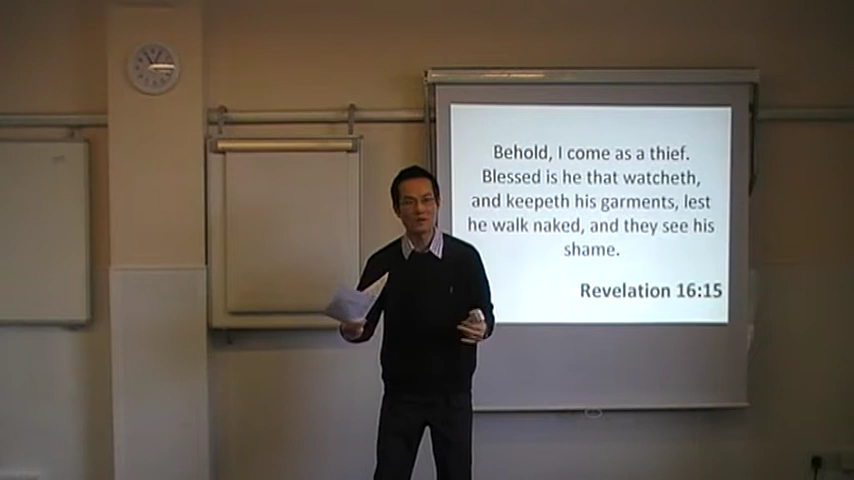 Behold, I come as a thief.
Blessed is he that watcheth,
and keepeth his garments, lest
he walk naked, and they see his
shame.
Revelation 16:15